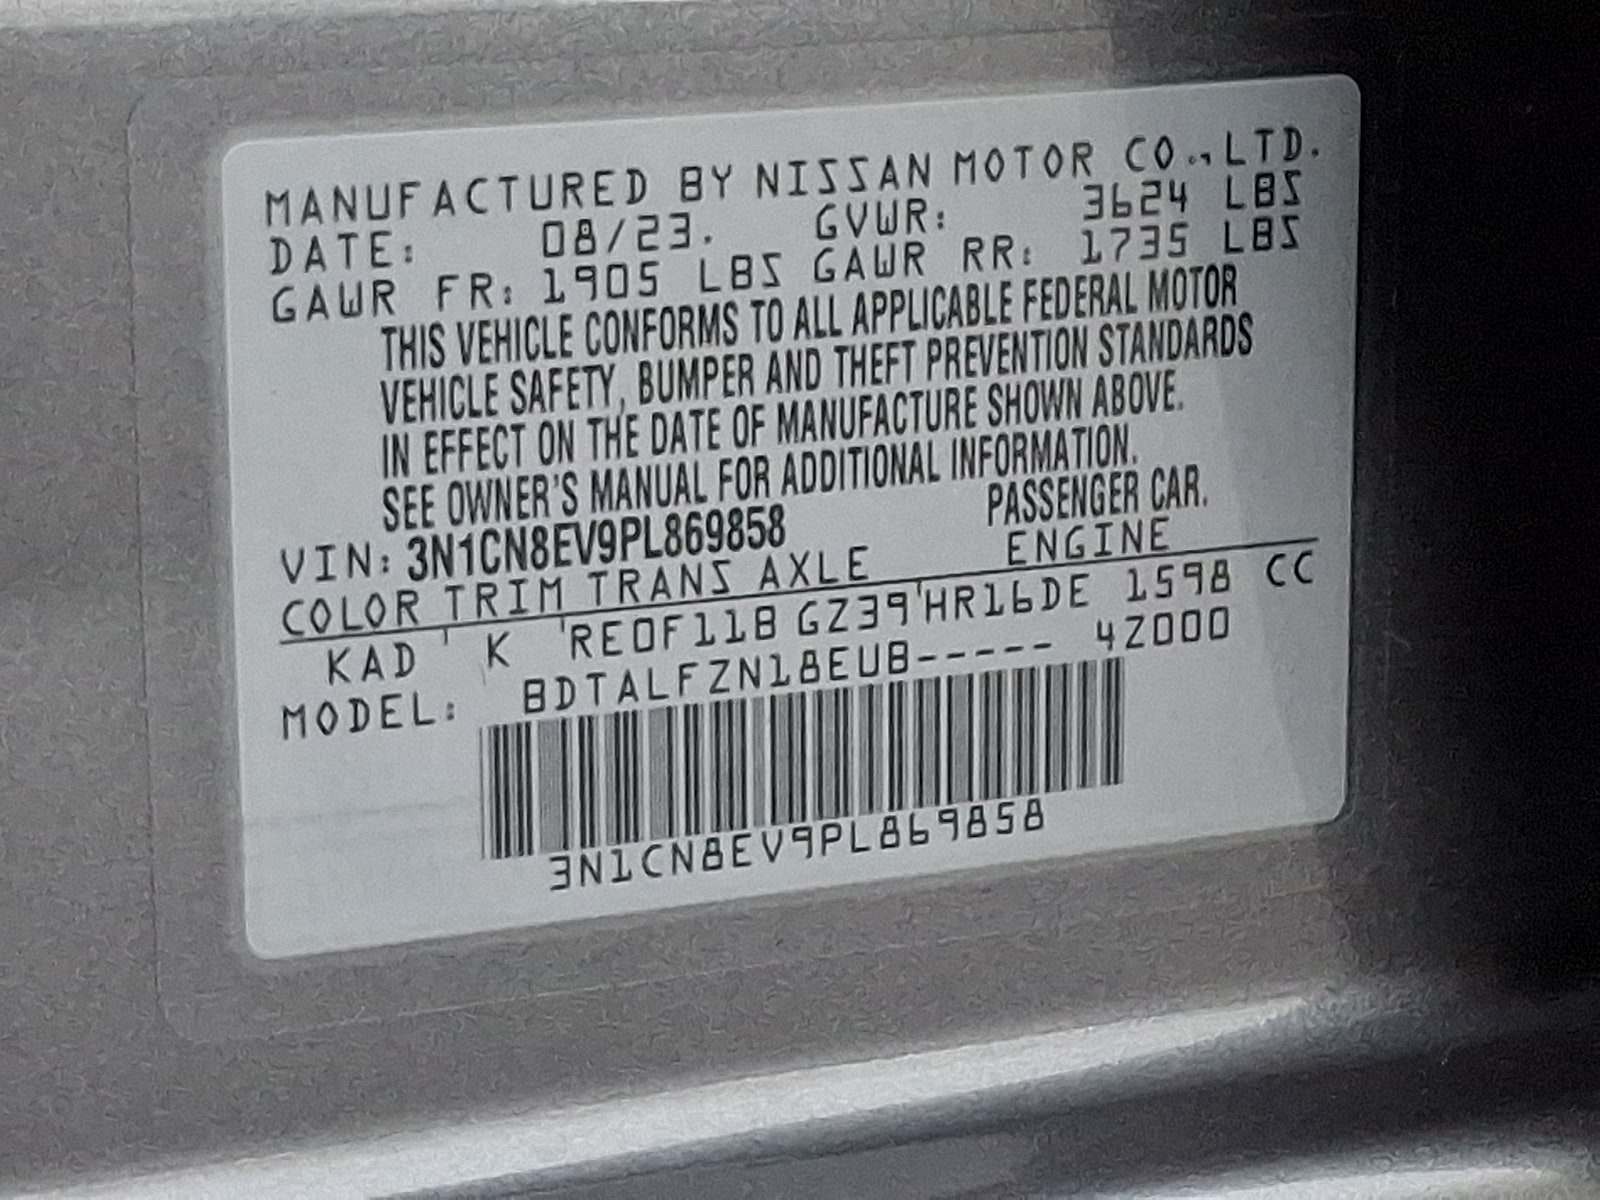 MANUFACTURED BY NISSAN MOTOR CO.,LTD.
DATE: 08/23. GVWR: 3624 LBS
GAWR FR: 1905 LBS GAWR RR: 1735 LBS
THIS VEHICLE CONFORMS TO ALL APPLICABLE FEDERAL MOTOR
VEHICLE SAFETY, BUMPER AND THEFT PREVENTION STANDARDS
IN EFFECT ON THE DATE OF MANUFACTURE SHOWN ABOVE.
SEE OWNER'S MANUAL FOR ADDITIONAL INFORMATION.
VIN: 3N1CN8EV9PL869858 PASSENGER CAR.
COLOR TRIM TRANS AXLE ENGINE
KAD K RE0F11B GZ39 HR16DE 1598 CC
MODEL: BDTALFZN18EUB----- 4Z000
3N1CN8EV9PL869858